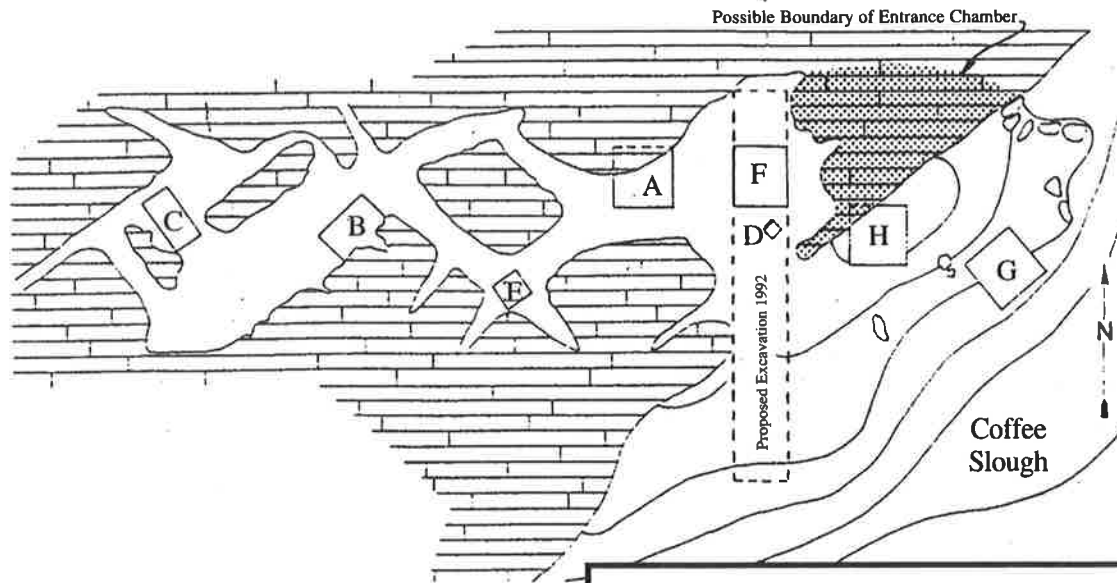 Possible Boundary of Entrance Chamber
A
F
C
B
D
H
E
G
Proposed Excavation 1992
N
Coffee
Slough